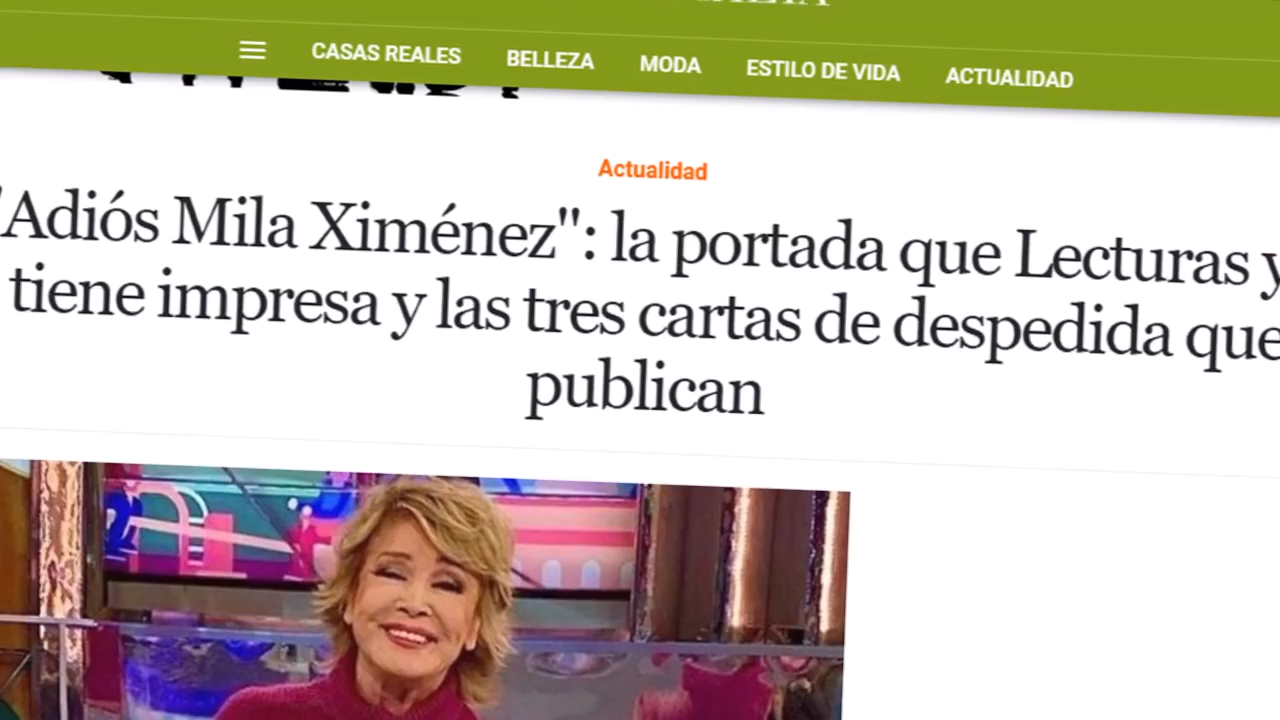 CASAS REALES BELLEZA MODA ESTILO DE VIDA ACTUALIDAD
Actualidad
"Adiós Mila Ximénez": la portada que Lecturas y
tiene impresa y las tres cartas de despedida que
publican